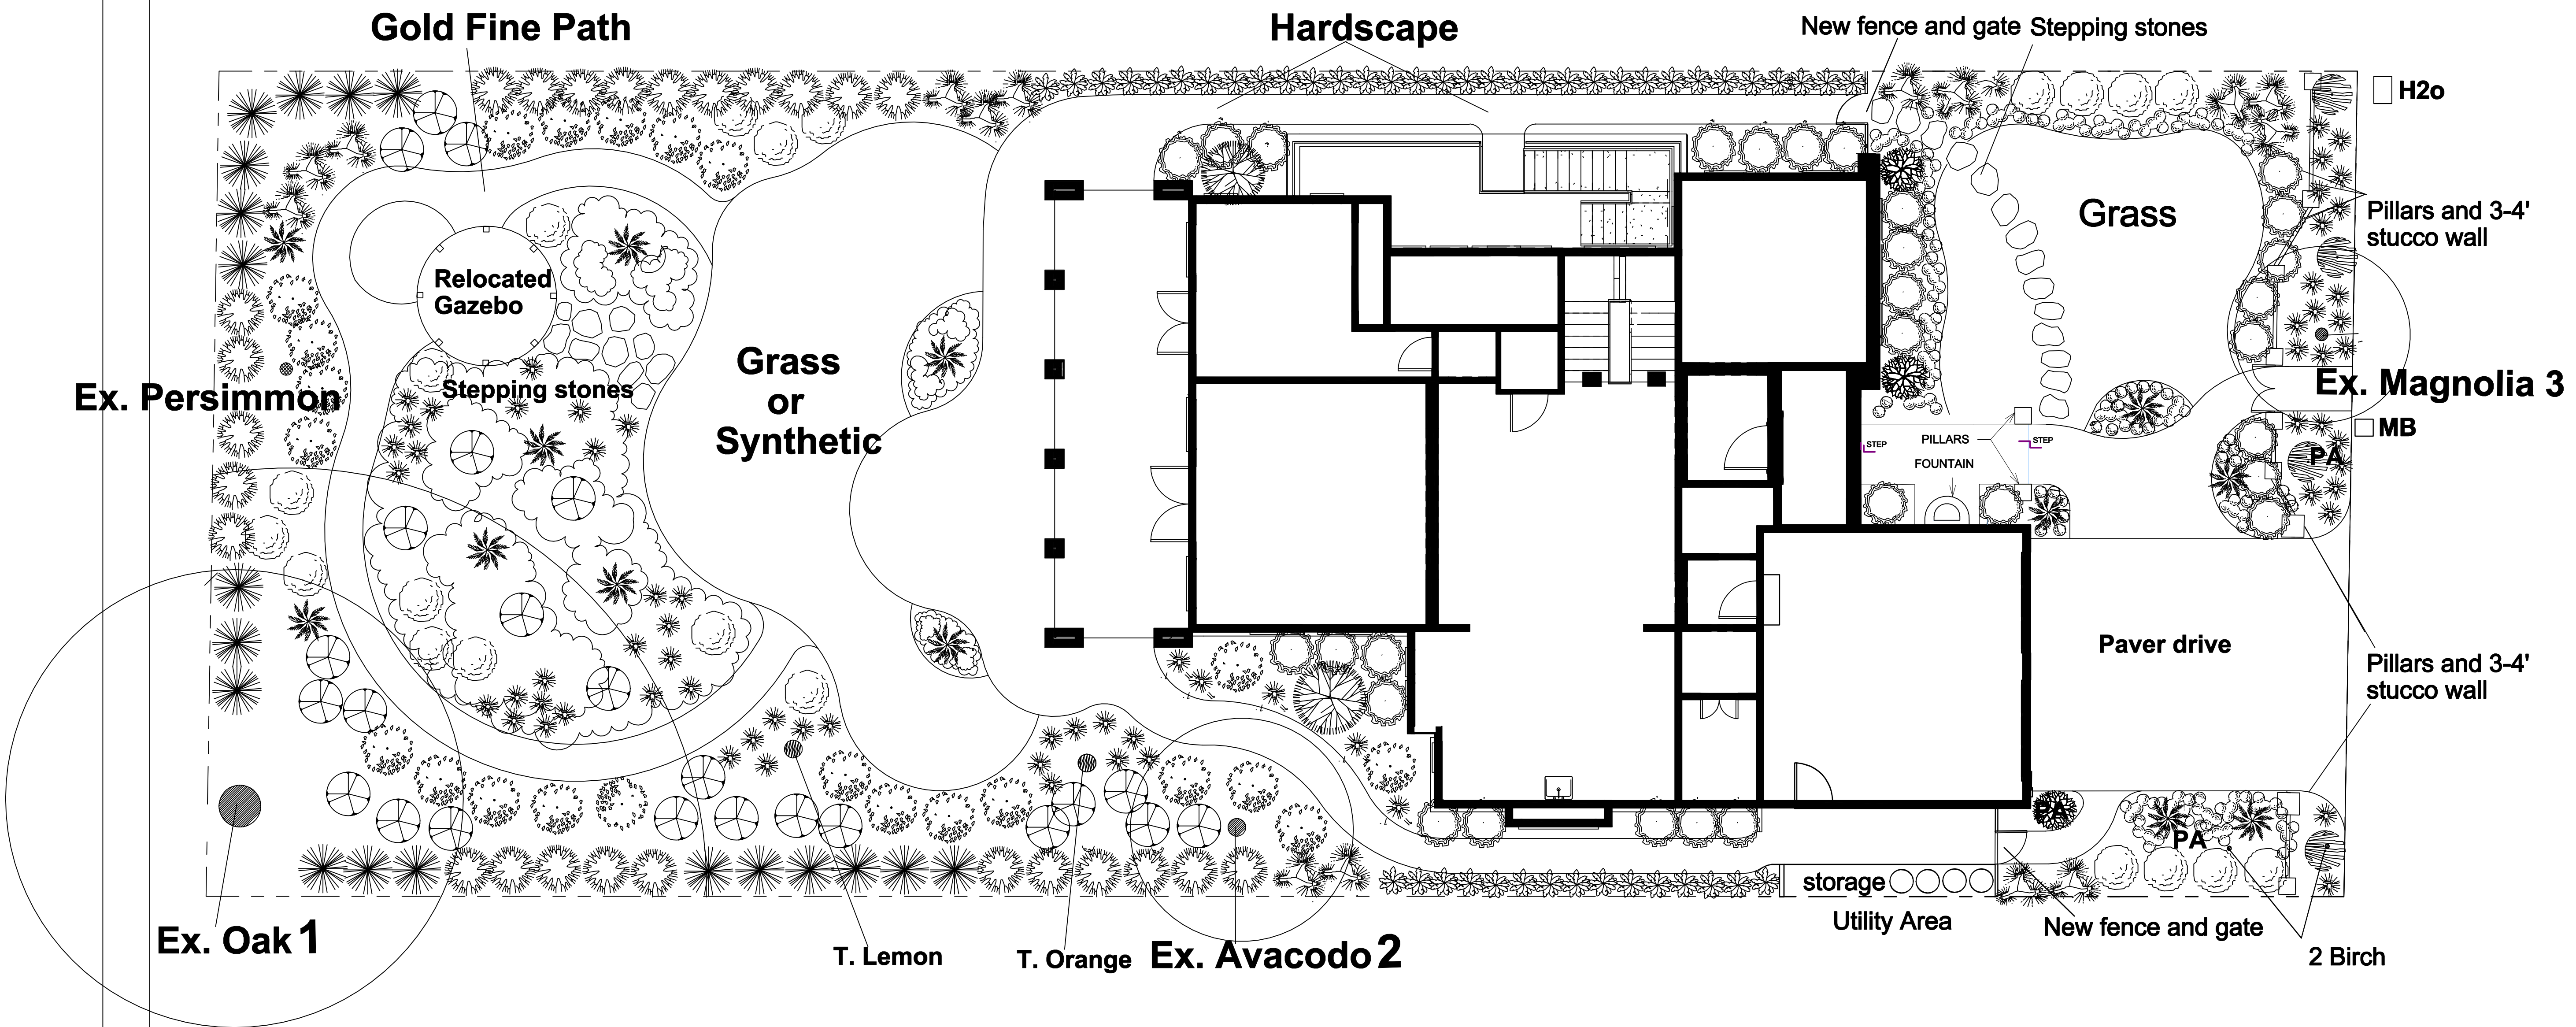 Gold Fine Path
Hardscape
New fence and gate
Stepping stones
H2o
Pillars and 3-4'
stucco wall
Grass
Relocated
Gazebo
Stepping stones
Grass
or
Synthetic
Ex. Persimmon
Ex. Magnolia 3
MB
STEP
PILLARS
STEP
FOUNTAIN
PA
Paver drive
Pillars and 3-4'
stucco wall
PA
PA
storage
Utility Area
New fence and gate
2 Birch
Ex. Oak 1
T. Lemon
T. Orange
Ex. Avacodo 2